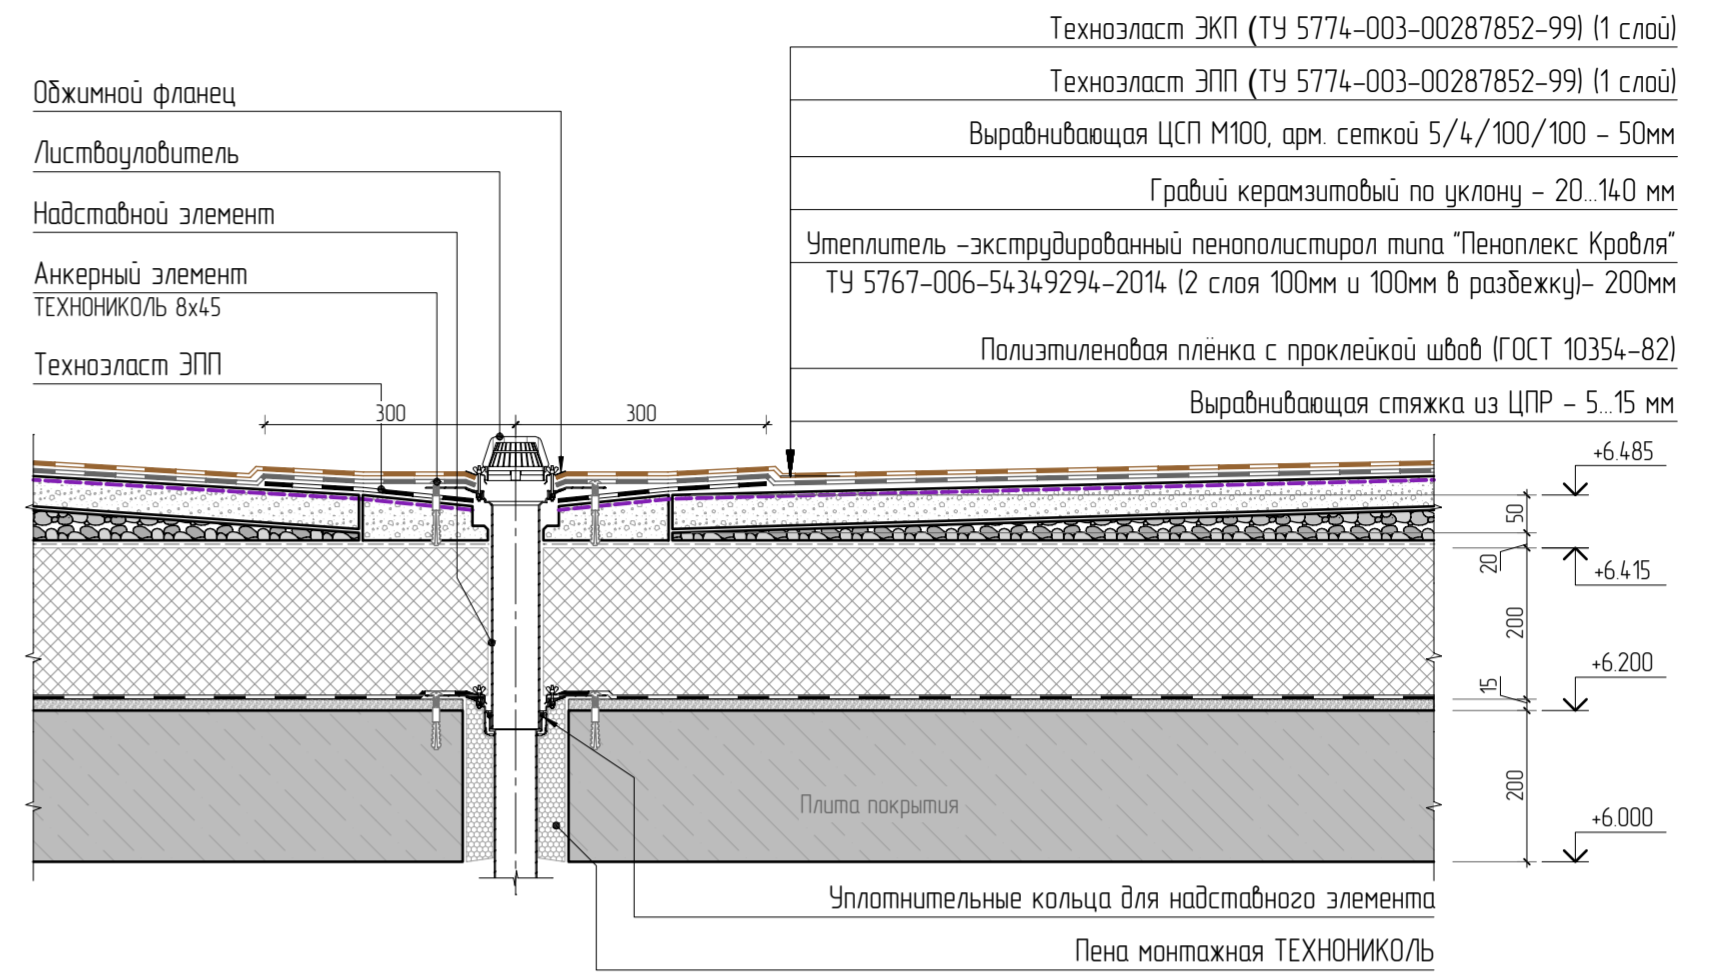 Техноэласт ЭКП (ТУ 5774-003-00287852-99) (1 слой)
Техноэласт ЭПП (ТУ 5774-003-00287852-99) (1 слой)
Выравнивающая ЦСП М100, арм. сеткой 5/4/100/100 - 50мм
Гравий керамзитовый по уклону - 20...140 мм
Утеплитель -экструдированный пенополистирол типа "Пеноплекс Кровля"
ТУ 5767-006-54349294-2014 (2 слоя 100мм и 100мм в разбежку)- 200мм
Полиэтиленовая плёнка с проклейкой швов (ГОСТ 10354-82)
Выравнивающая стяжка из ЦПР - 5...15 мм
Обжимной фланец
Листвоуловитель
Надставной элемент
Анкерный элемент
ТЕХНОНИКОЛЬ 8х45
Техноэласт ЭПП
300
300
+6.485
50
20
+6.415
200
+6.200
15
200
+6.000
Плита покрытия
Уплотнительные кольца для надставного элемента
Пена монтажная ТЕХНОНИКОЛЬ